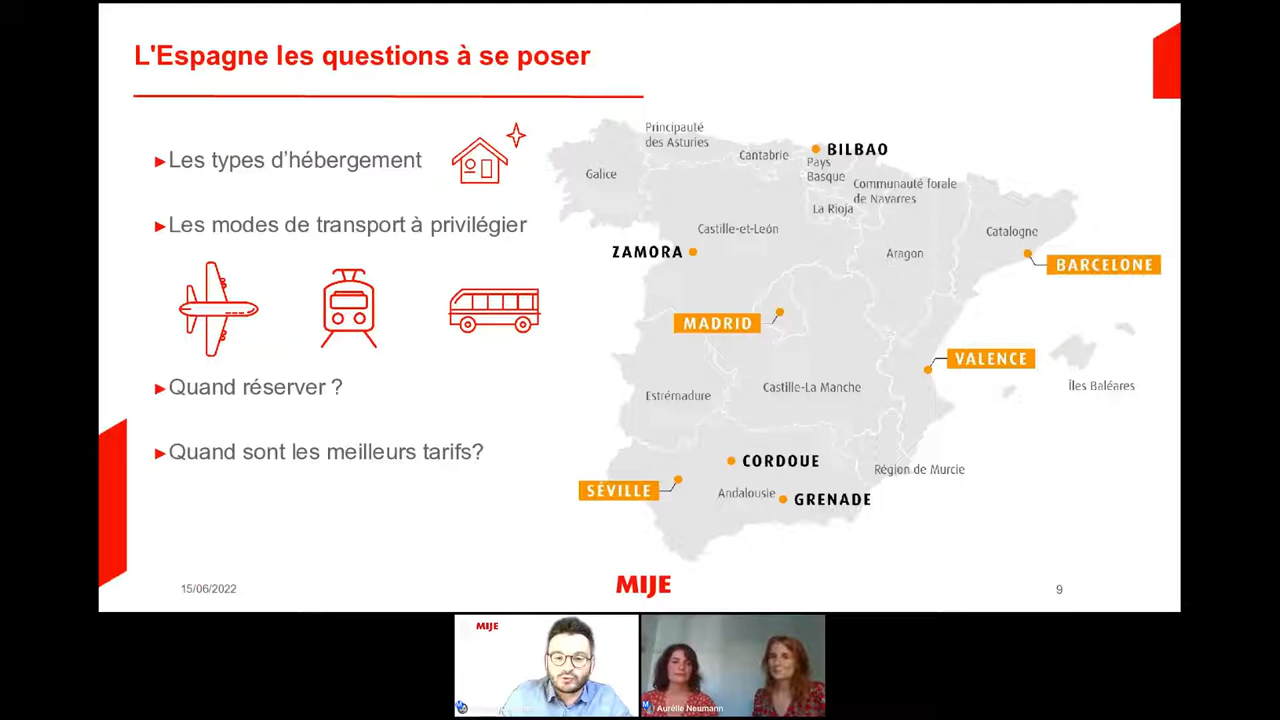 L'Espagne les questions à se poser
►Les types d'hébergement
►Les modes de transport à privilégier
►Quand réserver ?
►Quand sont les meilleurs tarifs?
Principauté
des Asturies
Cantabrie
BILBAO
Pays
Basque
Galice
Communauté forale
de Navarres
La Rioja
Castille-et-León
Catalogne
ZAMORA
Aragon
BARCELONE
MADRID
VALENCE
Îles Baléares
Estrémadure
Castille-La Manche
CORDOUE
Région de Murcie
SÉVILLE
Andalousie
GRENADE
15/06/2022
MIJE
9
MIJE
Aurélie Neumann